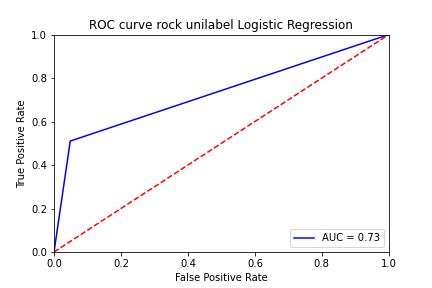 ROC curve rock unilabel Logistic Regression
True Positive Rate
1.0
0.8
0.6
0.4
0.2
0.0
0.0 0.2 0.4 0.6 0.8 1.0
False Positive Rate
AUC = 0.73